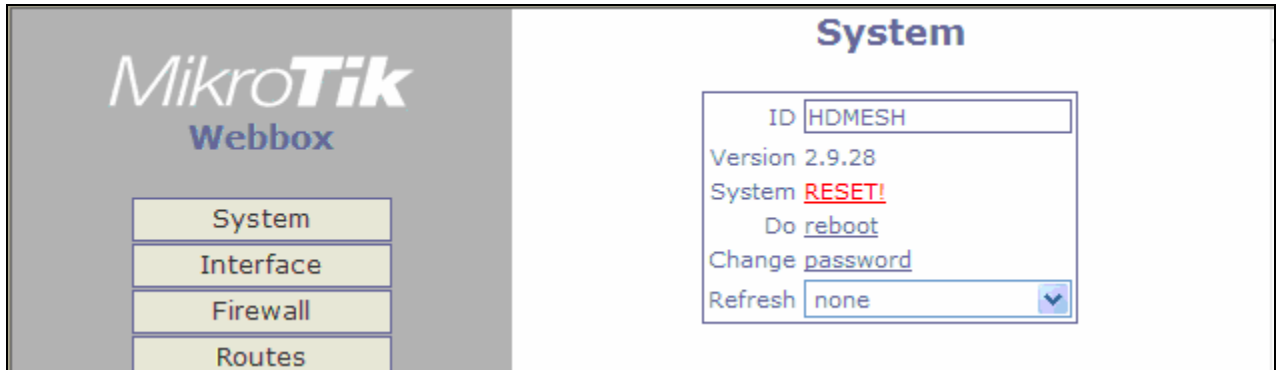 MikroTik
Webbox
System
Interface
Firewall
Routes
System
ID HDMESH
Version 2.9.28
System RESET!
Do reboot
Change password
Refresh none